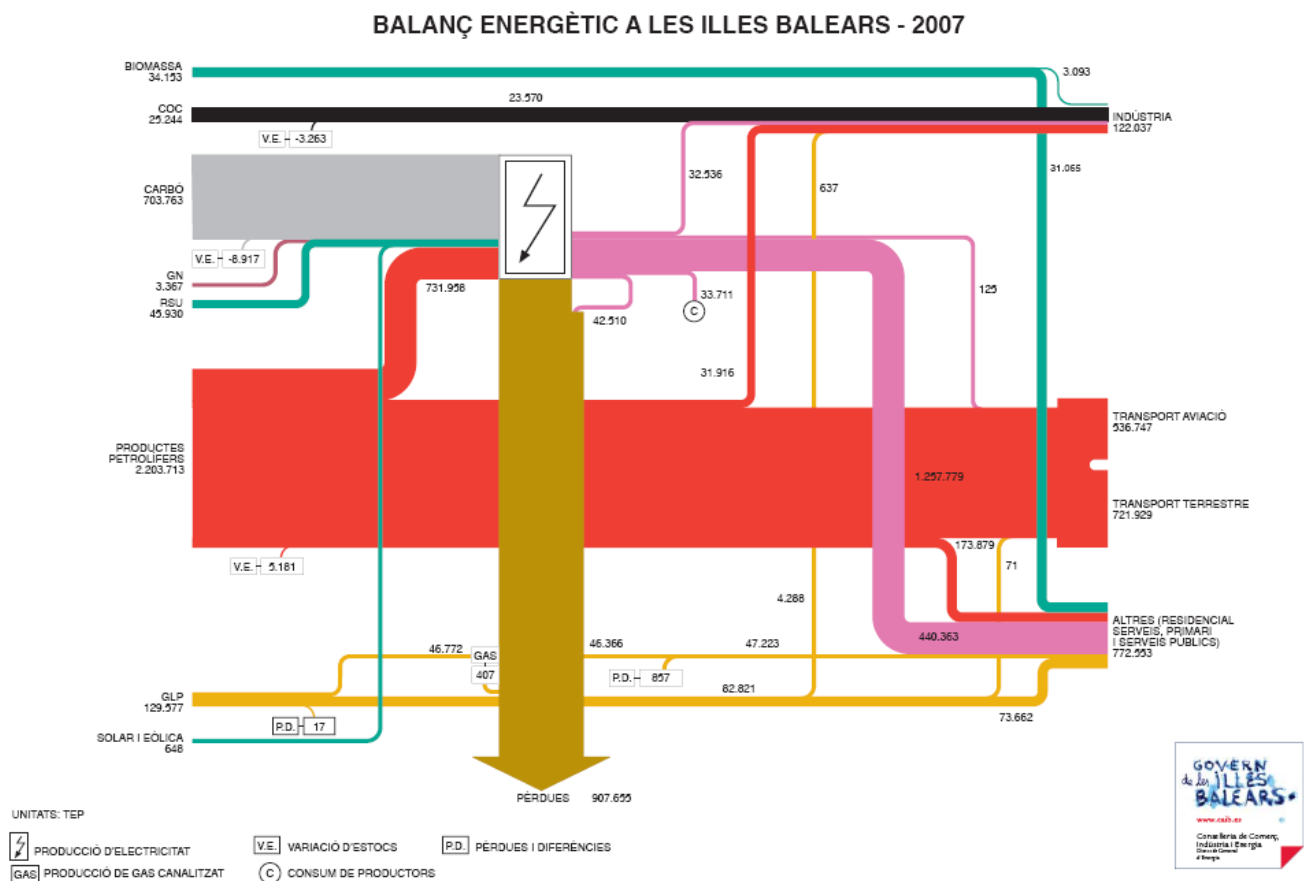 BALANÇ ENERGÈTIC A LES ILLES BALEARS - 2007
BIOMASSA
34.153
3.093
COC
25.244
23.570
V.E. -3.263
INDÚSTRIA
122.037
CARBÓ
703.763
32.536
637
31.065
V.E. -8.917
GN
3.367
RSU
45.930
731.958
33.711
C
42.510
125
31.916
TRANSPORT AVIACIÓ
536.747
PRODUCTES
PETROLÍFERS
2.203.713
1.257.779
TRANSPORT TERRESTRE
721.929
V.E. 5.181
173.879
71
4.288
ALTRES (RESIDENCIAL
SERVEIS, PRIMARI
I SERVEIS PÚBLICS)
772.553
440.363
46.772
GAS
407
46.366
47.223
P.D. 857
GLP
129.577
82.821
73.662
P.D. 17
SOLAR I EÒLICA
648
PÈRDUES 907.655
UNITATS: TEP
PRODUCCIÓ D'ELECTRICITAT
V.E. VARIACIÓ D'ESTOCS
P.D. PÈRDUES I DIFERÈNCIES
GAS PRODUCCIÓ DE GAS CANALITZAT
C CONSUM DE PRODUCTORS
GOVERN
de les ILLES
BALEARS
www.caib.es
Conselleria de Comerç,
Indústria i Energia